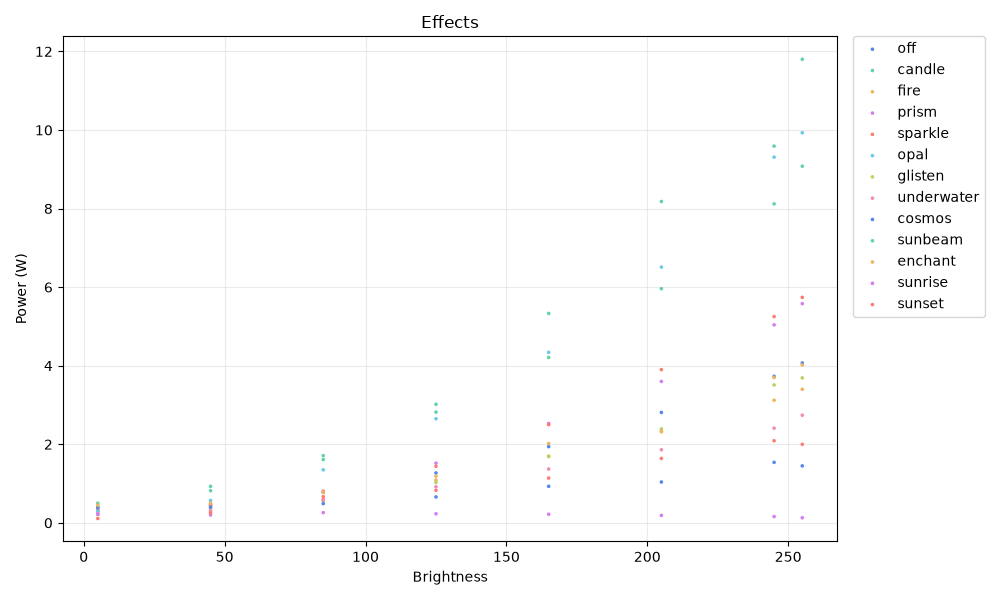 Effects
12
10
8
6
4
2
0
Power (W)
0
50
100
150
200
250
Brightness
off
candle
fire
prism
sparkle
opal
glisten
underwater
cosmos
sunbeam
enchant
sunrise
sunset